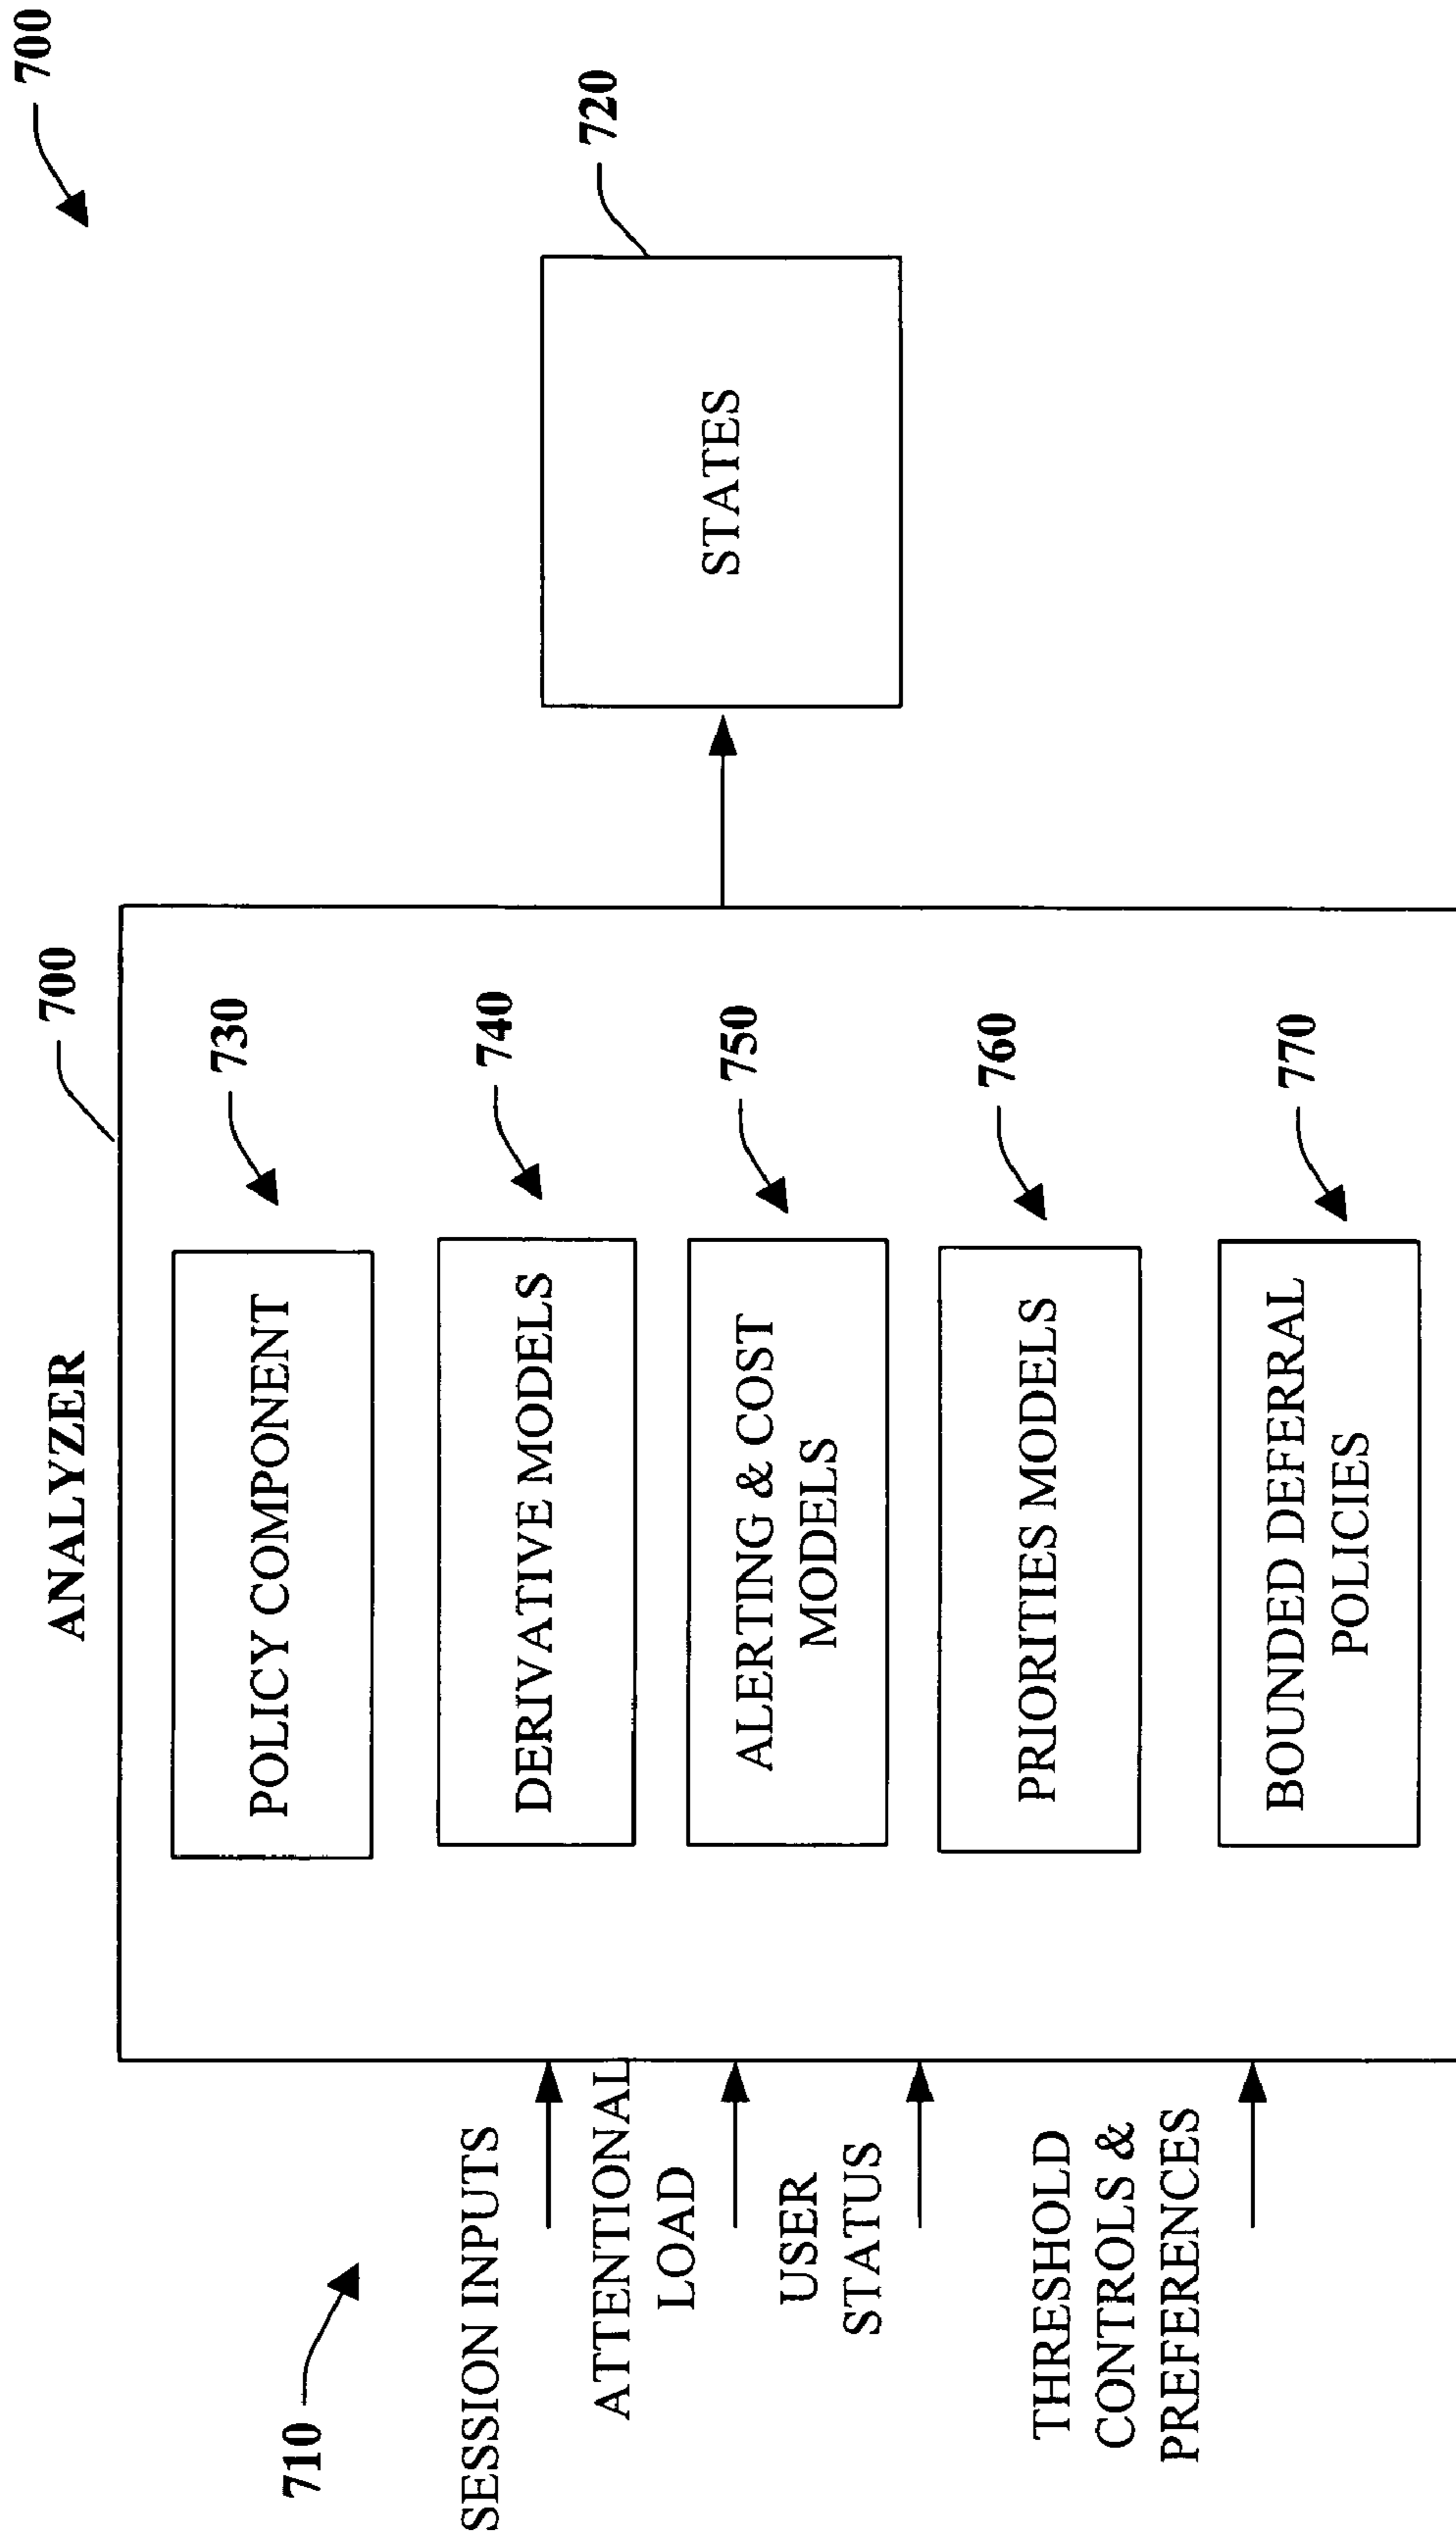 700
ANALYZER
700
POLICY COMPONENT
730
DERIVATIVE MODELS
740
ALERTING & COST
MODELS
750
PRIORITIES MODELS
760
BOUNDED DEFERRAL
POLICIES
770
STATES
720
710
SESSION INPUTS
ATTENTIONAL
LOAD
USER
STATUS
THRESHOLD
CONTROLS &
PREFERENCES